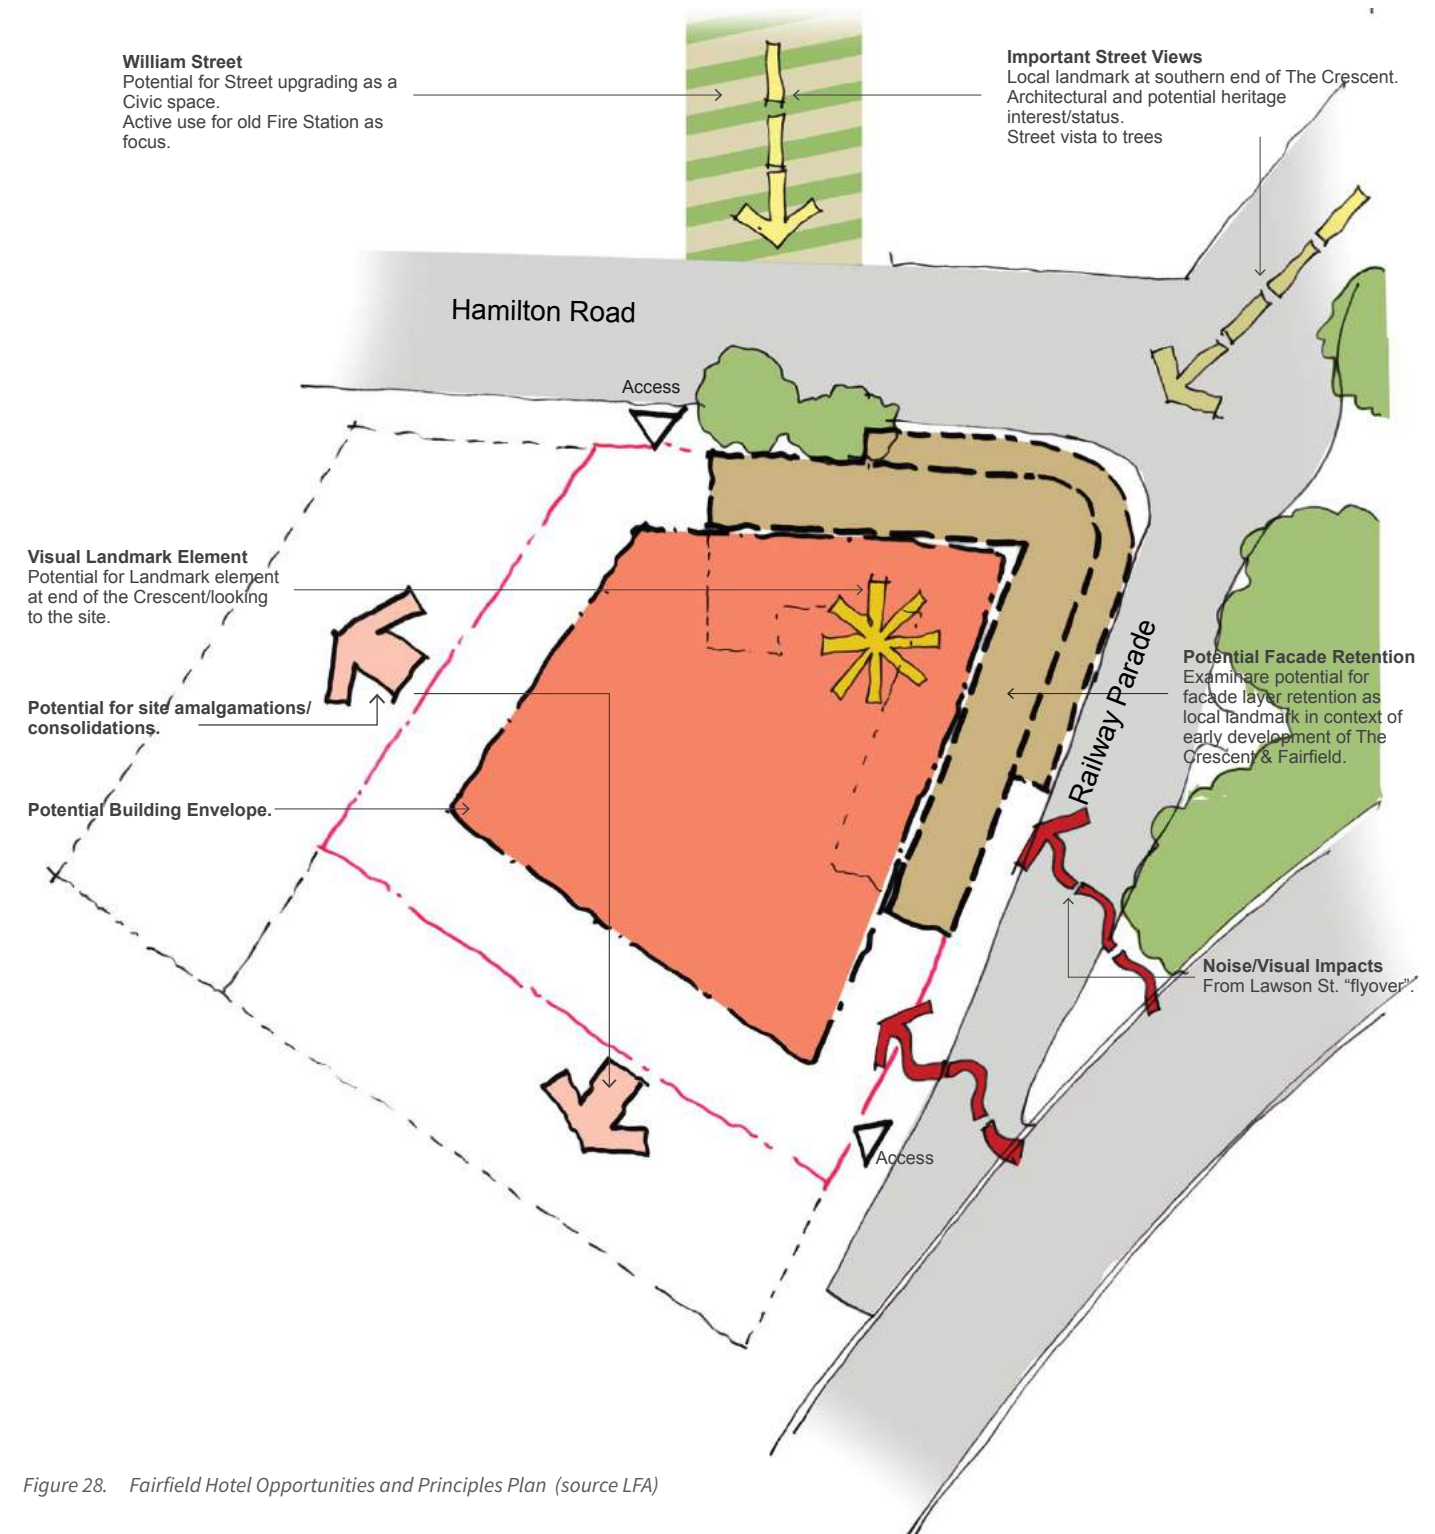 William Street
Potential for Street upgrading as a
Civic space.
Active use for old Fire Station as
focus.
Important Street Views
Local landmark at southern end of The Crescent.
Architectural and potential heritage
interest/status.
Street vista to trees
Hamilton Road
Access
Visual Landmark Element
Potential for Landmark element
at end of the Crescent/looking
to the site.
Railway Parade
Potential Facade Retention
Examinare potential for
facade layer retention as
local landmark in context of
early development of The
Crescent & Fairfield.
Potential for site amalgamations/
consolidations.
Potential Building Envelope.
Noise/Visual Impacts
From Lawson St. “flyover”.
Access
Figure 28. Fairfield Hotel Opportunities and Principles Plan (source LFA)